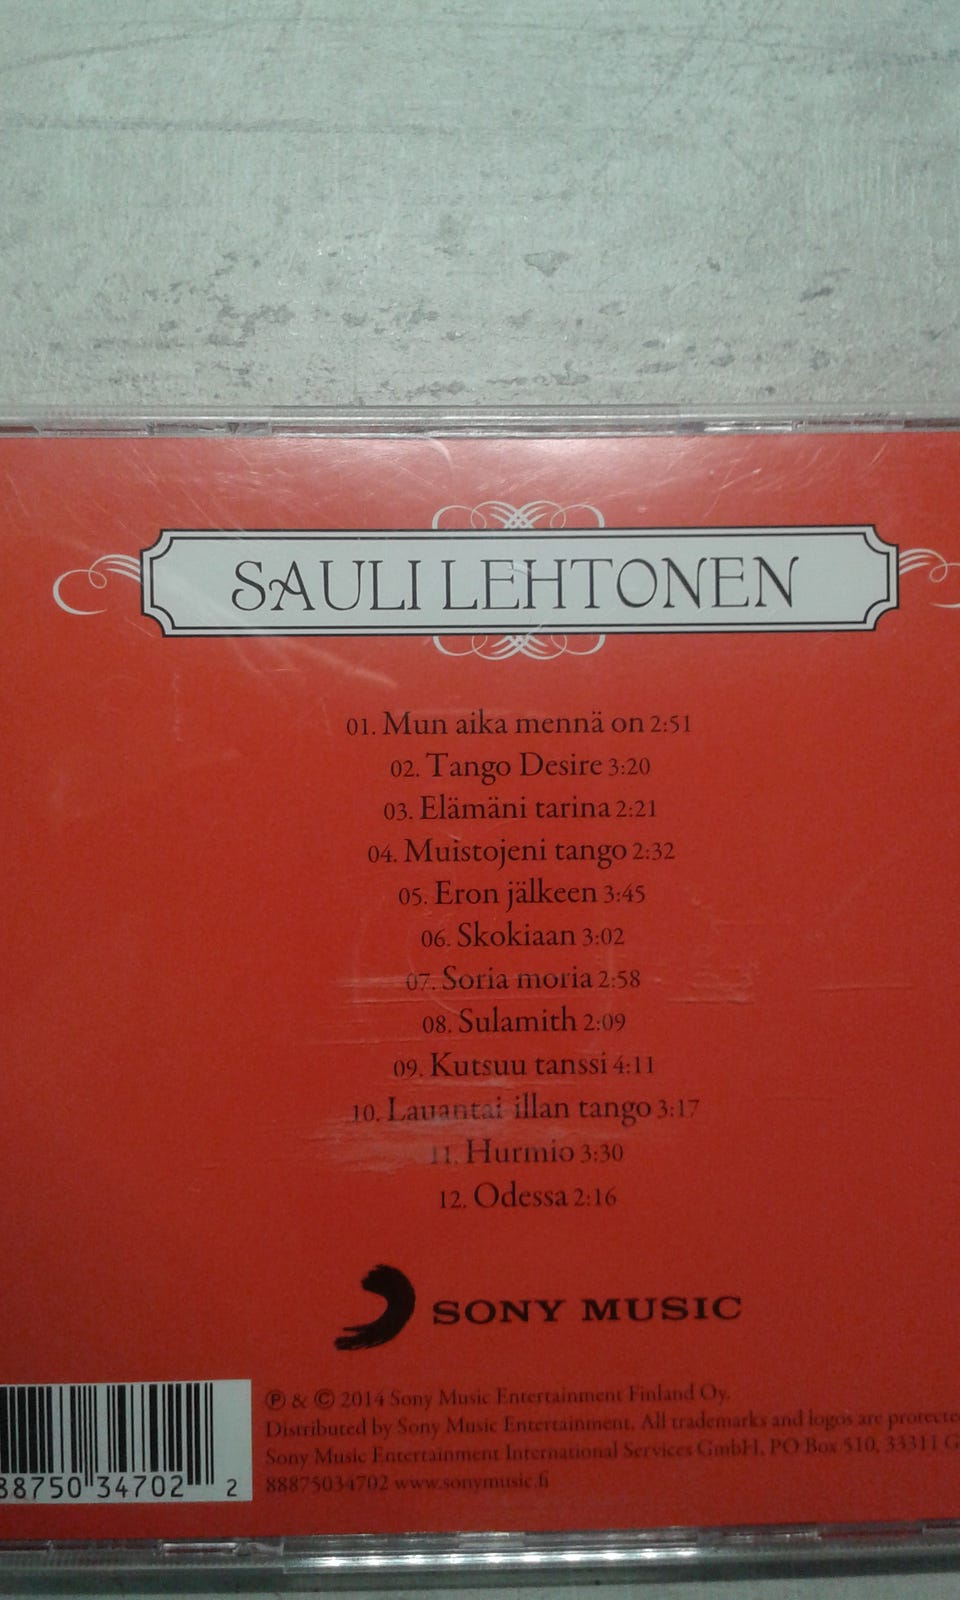 SAULI LEHTONEN
01. Mun aika mennä on 2:51
02. Tango Desire 3:20
03. Elämäni tarina 2:21
04. Muistojeni tango 2:32
05. Eron jälkeen 3:45
06. Skokiaan 3:02
07. Soria moria 2:58
08. Sulamith 2:09
09. Kutsuu tanssi 4:11
10. Lauantai-illan tango 3:17
11. Hurmio 3:30
12. Odessa 2:16
SONY MUSIC
Ⓟ & © 2014 Sony Music Entertainment Finland Oy.
Distributed by Sony Music Entertainment. All trademarks and logos are
Sony Music Entertainment International Services GmbH, PO Box 510, 33311
88875034702 www.sonymusic.fi
88750 34702 2